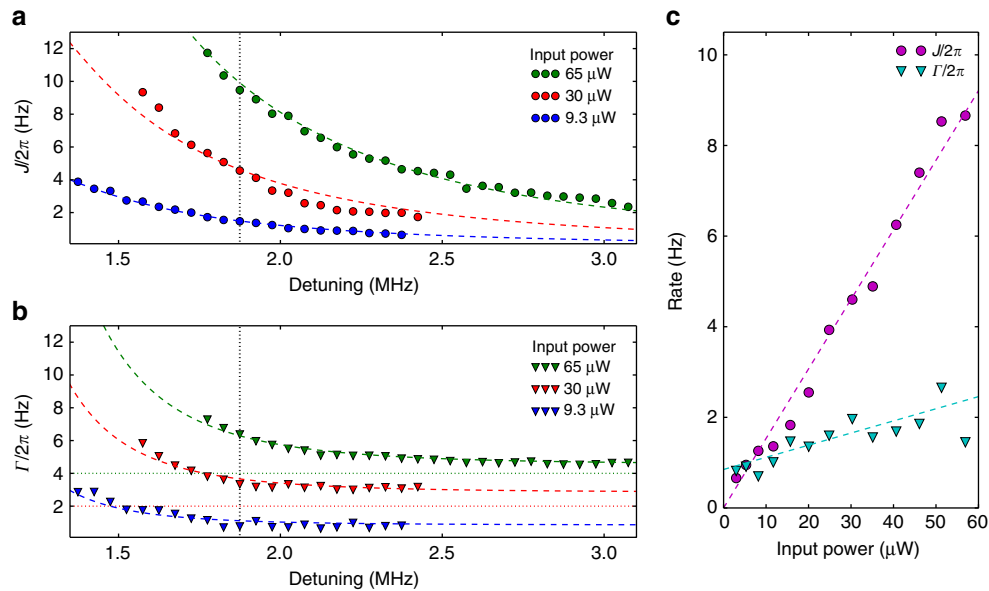 a
J/2π (Hz)
12
10
8
6
4
2
Input power
65 μW
30 μW
9.3 μW
1.5
2.0
2.5
3.0
Detuning (MHz)
b
Γ/2π (Hz)
12
10
8
6
4
2
Input power
65 μW
30 μW
9.3 μW
1.5
2.0
2.5
3.0
Detuning (MHz)
c
Rate (Hz)
10
8
6
4
2
0
J/2π
Γ/2π
0
10
20
30
40
50
60
Input power (μW)